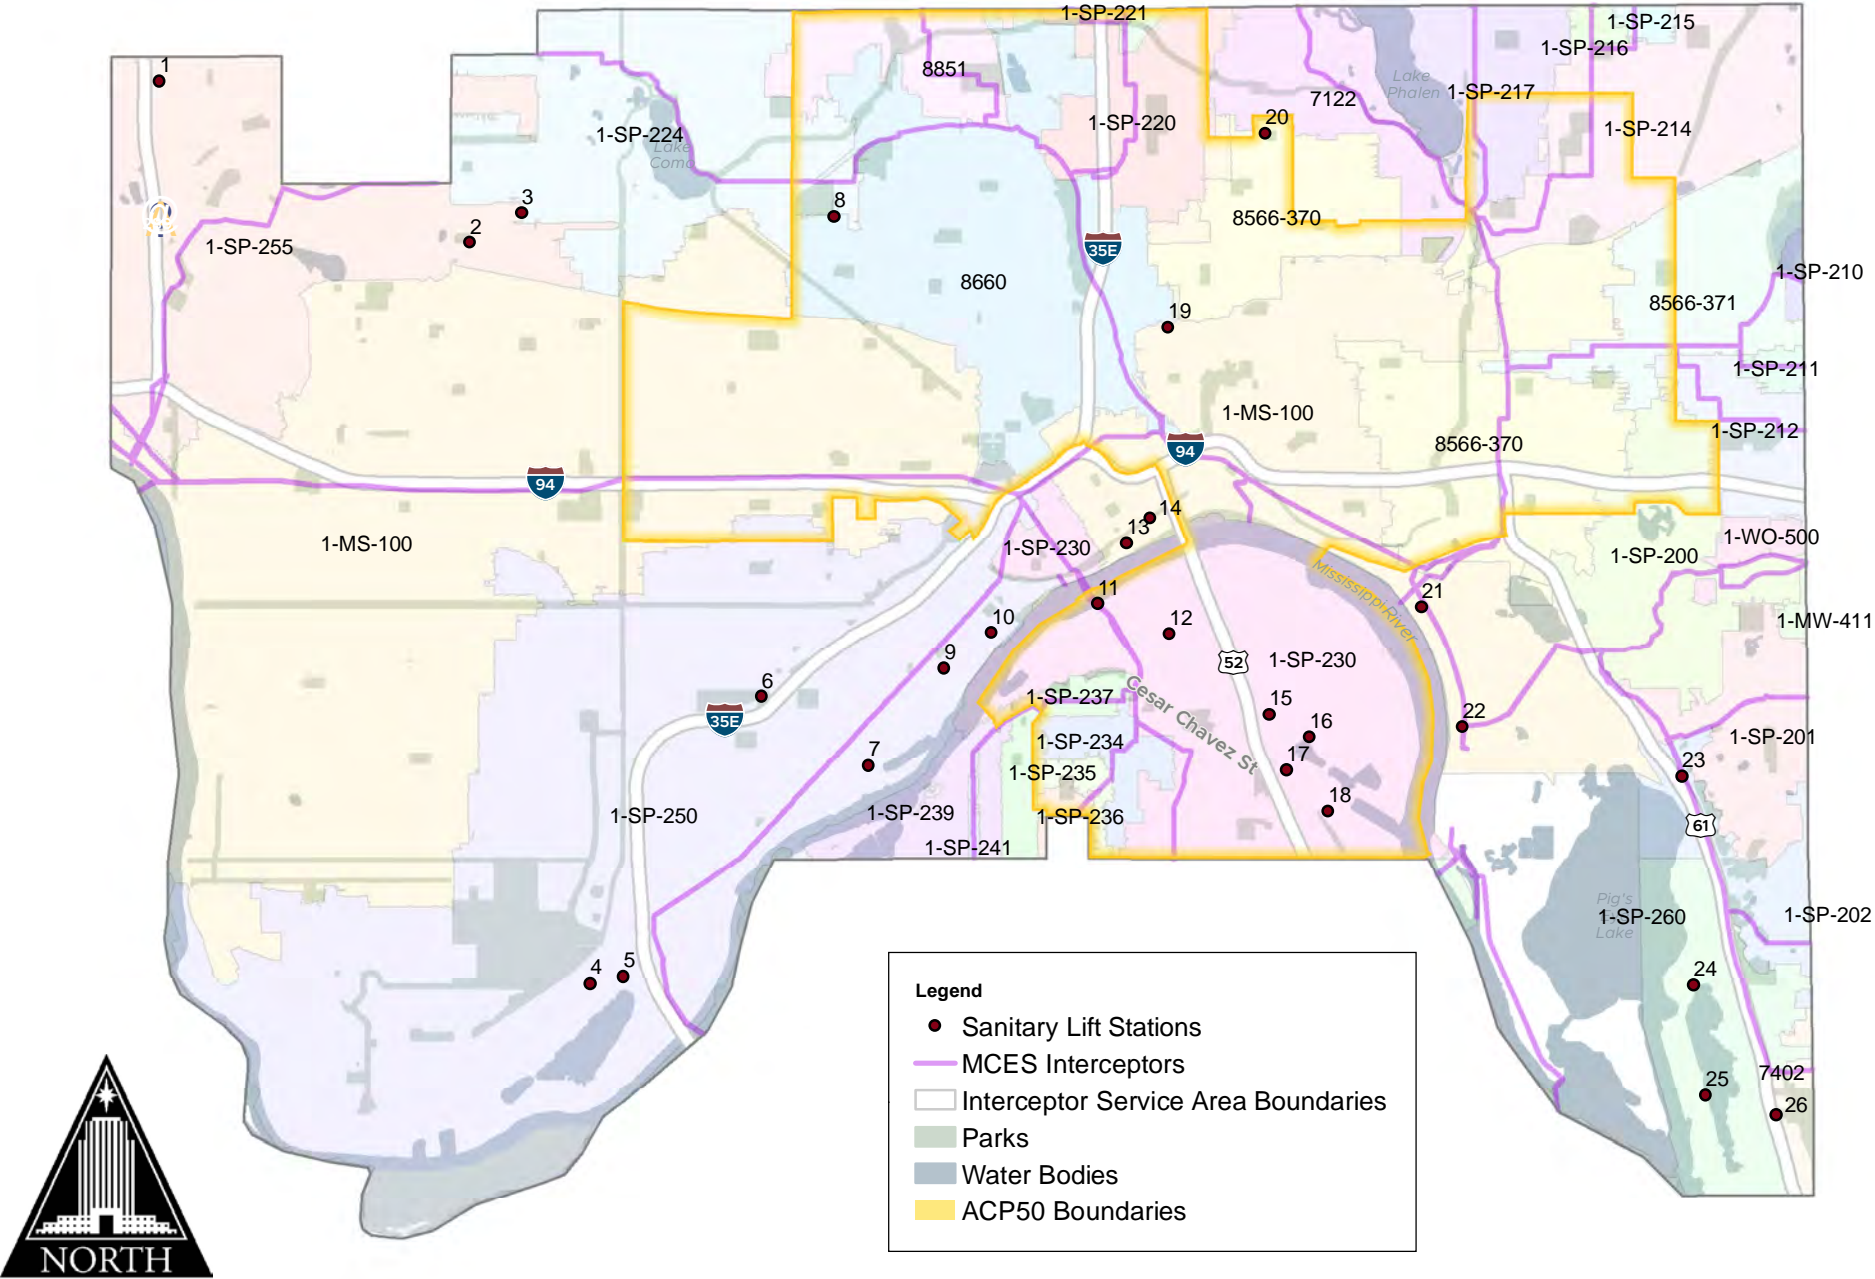 1-SP-221
1-SP-215
1-SP-216
1
8851
Lake
Phalen
1-SP-217
7122
1-SP-224
1-SP-220
20
1-SP-214
Lake
Como
3
8
2
8566-370
1-SP-255
35E
1-SP-210
8660
8566-371
19
1-SP-211
1-MS-100
1-SP-212
8566-370
94
94
14
13
1-WO-500
1-MS-100
1-SP-230
1-SP-200
Mississippi River
11
21
10
12
1-MW-411
9
52
1-SP-230
6
1-SP-237
Cesar Chavez St
15
22
35E
16
1-SP-234
1-SP-201
7
17
1-SP-235
23
18
1-SP-250
1-SP-239
1-SP-236
61
1-SP-241
Pig's
Lake
1-SP-260
1-SP-202
4
5
24
Legend
Sanitary Lift Stations
MCES Interceptors
Interceptor Service Area Boundaries
Parks
Water Bodies
ACP50 Boundaries
7402
25
26
NORTH